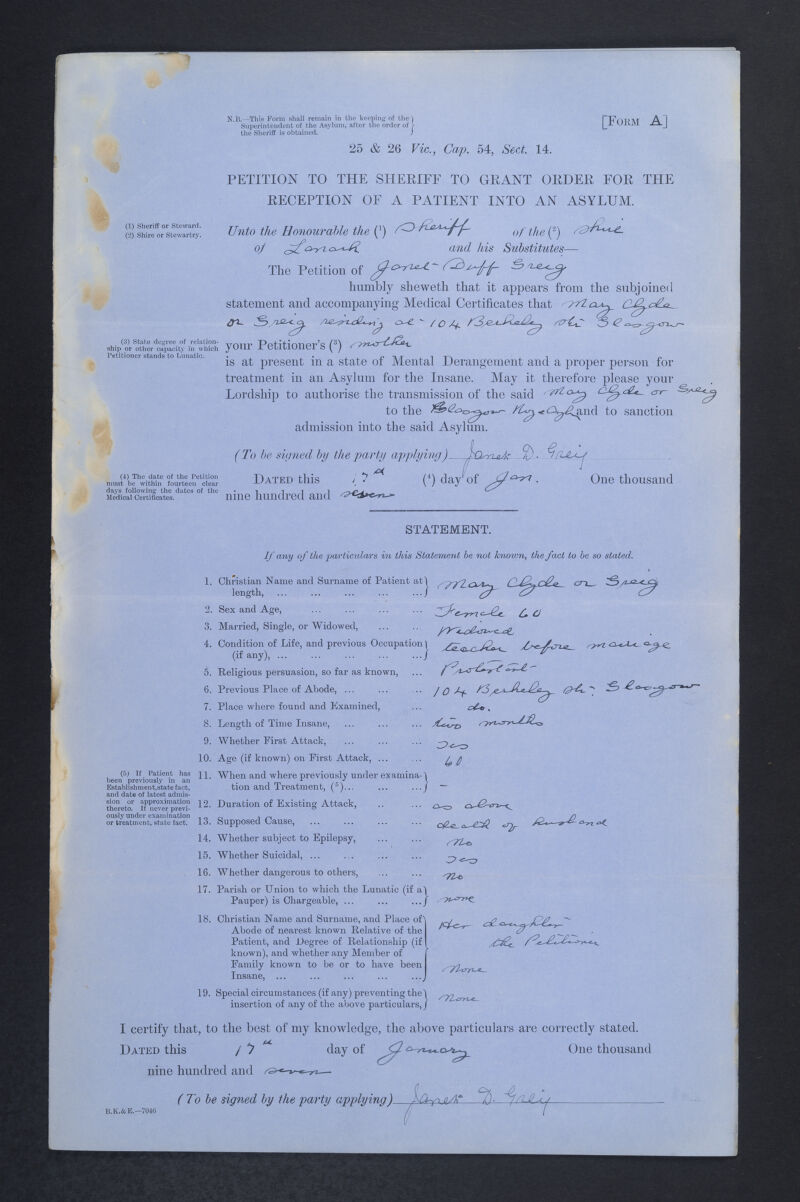 N.B.—This Form shall remain in the keeping of the
Superintendent of the Asylum, after the order of
the Sheriff is obtained.
[FORM A]
25 & 26 Vic., Cap. 54, Sect. 14.
PETITION TO THE SHERIFF TO GRANT ORDER FOR THE
RECEPTION OF A PATIENT INTO AN ASYLUM.
(1) Sheriff or Steward.
(2) Shire or Stewartry.
Unto the Honourable the (1) Sheriff of the (2) Shire
of Lanark and his Substitutes—
The Petition of Janet Duff Greig
humbly sheweth that it appears from the subjoined
statement and accompanying Medical Certificates that Mary Clyde
or Greig residing at 104 Berkeley Str Glasgow
(3) State degree of relation-
ship or other capacity in which
Petitioner stands to Lunatic.
your Petitioner's (3) mother
is at present in a state of Mental Derangement and a proper person for
treatment in an Asylum for the Insane. May it therefore please your
Lordship to authorise the transmission of the said Mary Clyde or Greig
to the Glasgow and to sanction
admission into the said Asylum.
(To be signed by the party applying) Janet D. Greig
(4) The date of the Petition
must be within fourteen clear
days following the dates of the
Medical Certificates.
DATED this 17th (4) day of Jan. One thousand
nine hundred and seven
STATEMENT.
If any of the particulars in this Statement be not known, the fact to be so stated.
1. Christian Name and Surname of Patient at
length, ... Mary Clyde or Greig
2. Sex and Age, ... Female 60
3. Married, Single, or Widowed, ... Widowed
4. Condition of Life, and previous Occupation
(if any), ... teacher before marriage
5. Religious persuasion, so far as known, ... Protestant
6. Previous Place of Abode, ... 104 Berkeley Str: Glasgow
7. Place where found and Examined, ... do.
8. Length of Time Insane, ... two months
9. Whether First Attack, ... Yes
10. Age (if known) on First Attack, ... 60
(5) If Patient has
been previously in an
Establishment, state fact,
and date of latest admis-
sion or approximation
thereto. If never previ-
ously under examination
or treatment, state fact.
11. When and where previously under examina-
tion and Treatment, (5)... –
12. Duration of Existing Attack, ... as above
13. Supposed Cause, ... death of husband
14. Whether subject to Epilepsy, ... No
15. Whether Suicidal, ... Yes
16. Whether dangerous to others, ... No
17. Parish or Union to which the Lunatic (if a
Pauper) is Chargeable, ... none
18. Christian Name and Surname, and Place of
Abode of nearest known Relative of the
Patient, and Degree of Relationship (if
known), and whether any Member of
Family known to be or to have been
Insane, ...
Her daughter
the Petitioner
None
19. Special circumstances (if any) preventing the
insertion of any of the above particulars, None
I certify that, to the best of my knowledge, the above particulars are correctly stated.
DATED this 17th day of January One thousand
nine hundred and seven
(To be signed by the party applying) Janet D. Greig
B.K.& E.—7046